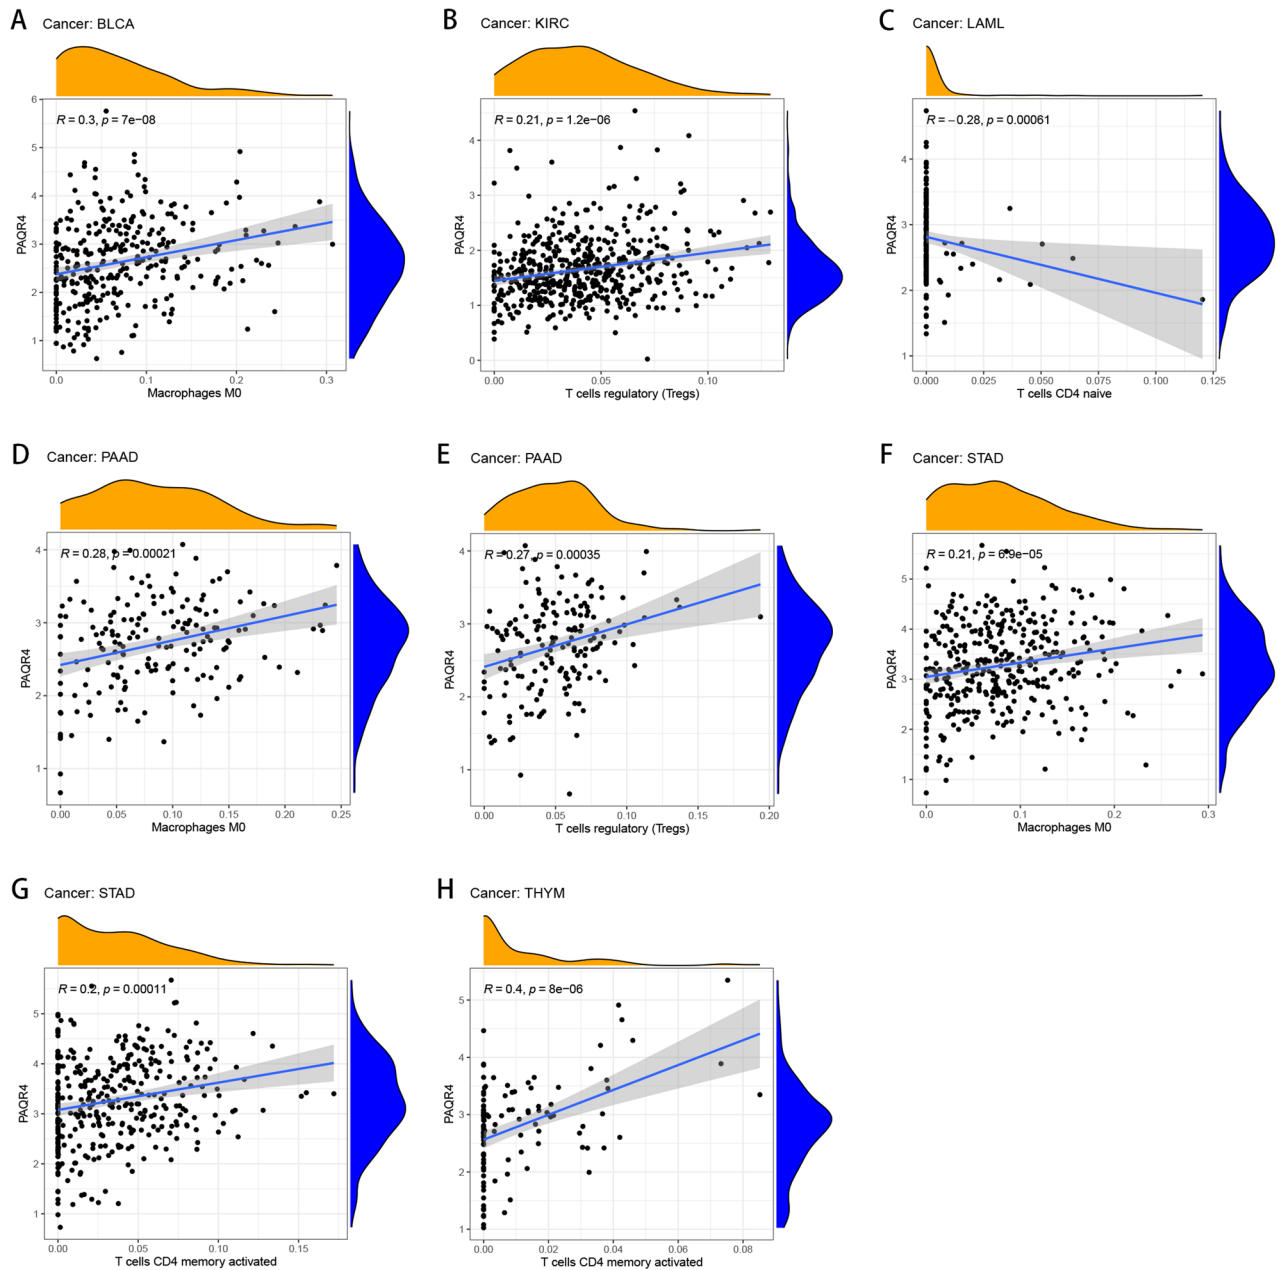 A Cancer: BLCA
R = 0.3, p = 7e−08
6
5
4
3
2
1
PAQR4
0.0 0.1 0.2 0.3
Macrophages M0
B Cancer: KIRC
R = 0.21, p = 1.2e−06
4
3
2
1
0
PAQR4
0.00 0.05 0.10
T cells regulatory (Tregs)
C Cancer: LAML
R = −0.28, p = 0.00061
4
3
2
1
PAQR4
0.000 0.025 0.050 0.075 0.100 0.125
T cells CD4 naive
D Cancer: PAAD
R = 0.28, p = 0.00021
4
3
2
1
PAQR4
0.00 0.05 0.10 0.15 0.20 0.25
Macrophages M0
E Cancer: PAAD
R = 0.27, p = 0.00035
4
3
2
1
PAQR4
0.00 0.05 0.10 0.15 0.20
T cells regulatory (Tregs)
F Cancer: STAD
R = 0.21, p = 6.9e−05
5
4
3
2
1
PAQR4
0.0 0.1 0.2 0.3
Macrophages M0
G Cancer: STAD
R = 0.2, p = 0.00011
5
4
3
2
1
PAQR4
0.00 0.05 0.10 0.15
T cells CD4 memory activated
H Cancer: THYM
R = 0.4, p = 8e−06
5
4
3
2
1
PAQR4
0.00 0.02 0.04 0.06 0.08
T cells CD4 memory activated